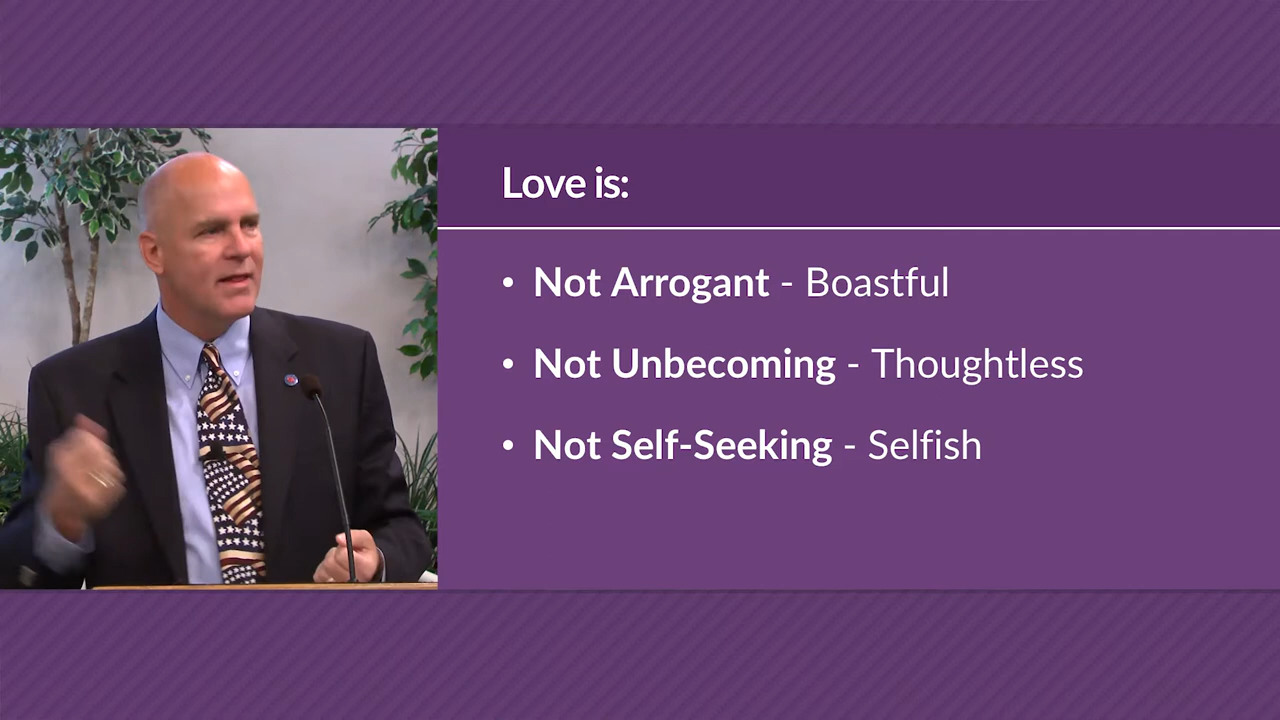 Love is:
• Not Arrogant - Boastful
• Not Unbecoming - Thoughtless
• Not Self-Seeking - Selfish